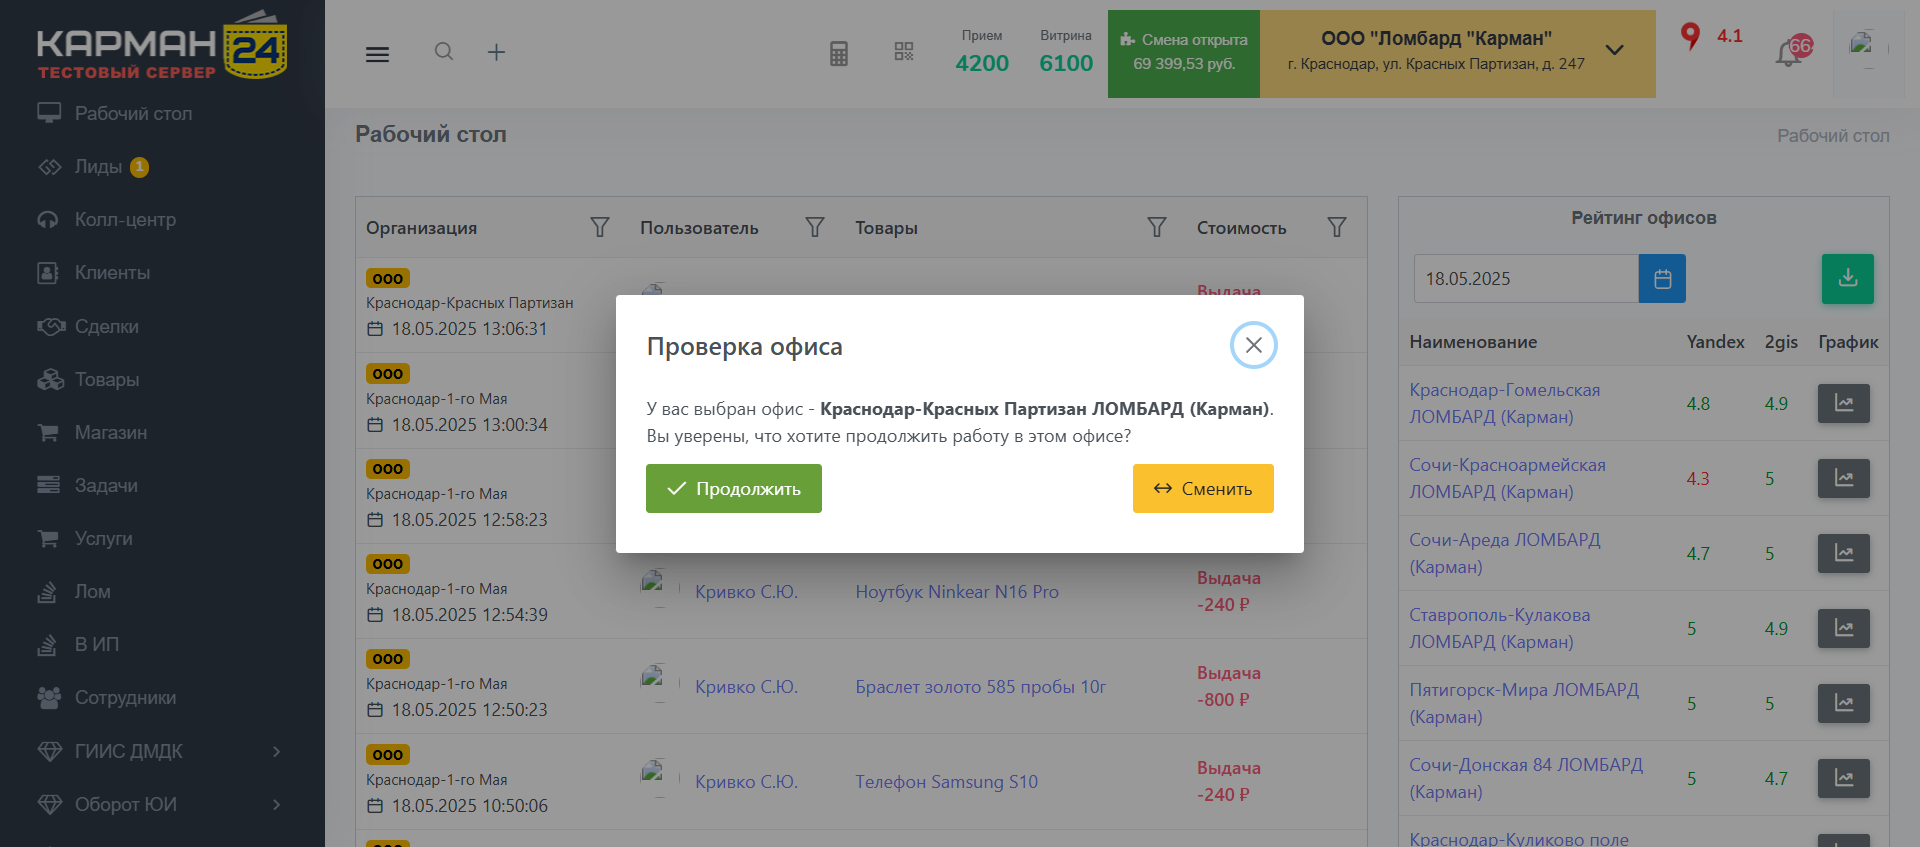 КАРМАН 24
ТЕСТОВЫЙ СЕРВЕР
Рабочий стол
Лиды 1
Колл-центр
Клиенты
Сделки
Товары
Магазин
Задачи
Услуги
Лом
В ИП
Сотрудники
ГИИС ДМДК
Оборот ЮИ
Прием
4200
Витрина
6100
Смена открыта
69 399,53 руб.
ООО "Ломбард "Карман"
г. Краснодар, ул. Красных Партизан, д. 247
4.1
Рабочий стол
Рабочий стол
Организация Пользователь Товары Стоимость
ООО
Краснодар-Красных Партизан
18.05.2025 13:06:31
Выдача
ООО
Краснодар-1-го Мая
18.05.2025 13:00:34
ООО
Краснодар-1-го Мая
18.05.2025 12:58:23
ООО
Краснодар-1-го Мая
18.05.2025 12:54:39
Кривко С.Ю.
Ноутбук Ninkear N16 Pro
Выдача
-240 ₽
ООО
Краснодар-1-го Мая
18.05.2025 12:50:23
Кривко С.Ю.
Браслет золото 585 пробы 10г
Выдача
-800 ₽
ООО
Краснодар-1-го Мая
18.05.2025 10:50:06
Кривко С.Ю.
Телефон Samsung S10
Выдача
-240 ₽
ООО
Проверка офиса
У вас выбран офис - Краснодар-Красных Партизан ЛОМБАРД (Карман).
Вы уверены, что хотите продолжить работу в этом офисе?
Продолжить
Сменить
Рейтинг офисов
18.05.2025
Наименование Yandex 2gis График
Краснодар-Гомельская
ЛОМБАРД (Карман)
4.8 4.9
Сочи-Красноармейская
ЛОМБАРД (Карман)
4.3 5
Сочи-Ареда ЛОМБАРД
(Карман)
4.7 5
Ставрополь-Кулакова
ЛОМБАРД (Карман)
5 4.9
Пятигорск-Мира ЛОМБАРД
(Карман)
5 5
Сочи-Донская 84 ЛОМБАРД
(Карман)
5 4.7
Краснодар-Куликово поле